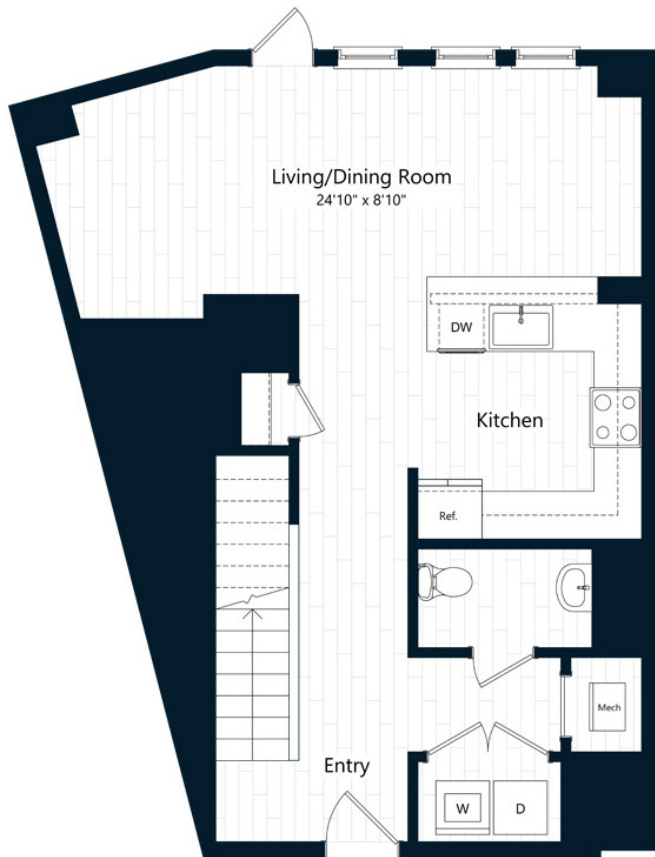 Living/Dining Room
24'10" x 8'10"
DW
Kitchen
Ref.
Mech
Entry
W
D